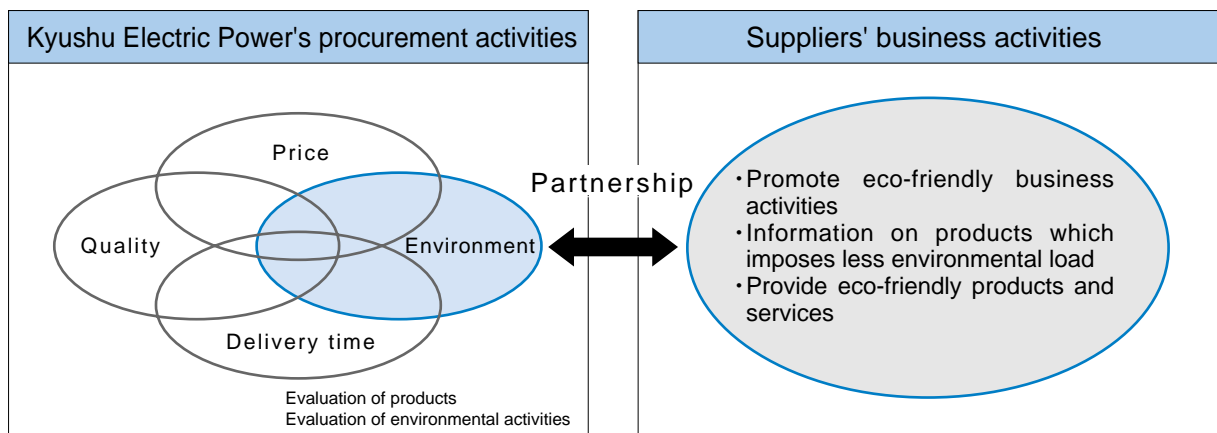 Kyushu Electric Power's procurement activities
Price
Quality
Environment
Delivery time
Evaluation of products
Evaluation of environmental activities
Partnership
Suppliers' business activities
・Promote eco-friendly business
activities
・Information on products which
imposes less environmental load
・Provide eco-friendly products and
services